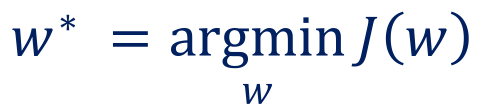 w* = argmin J(w)
w